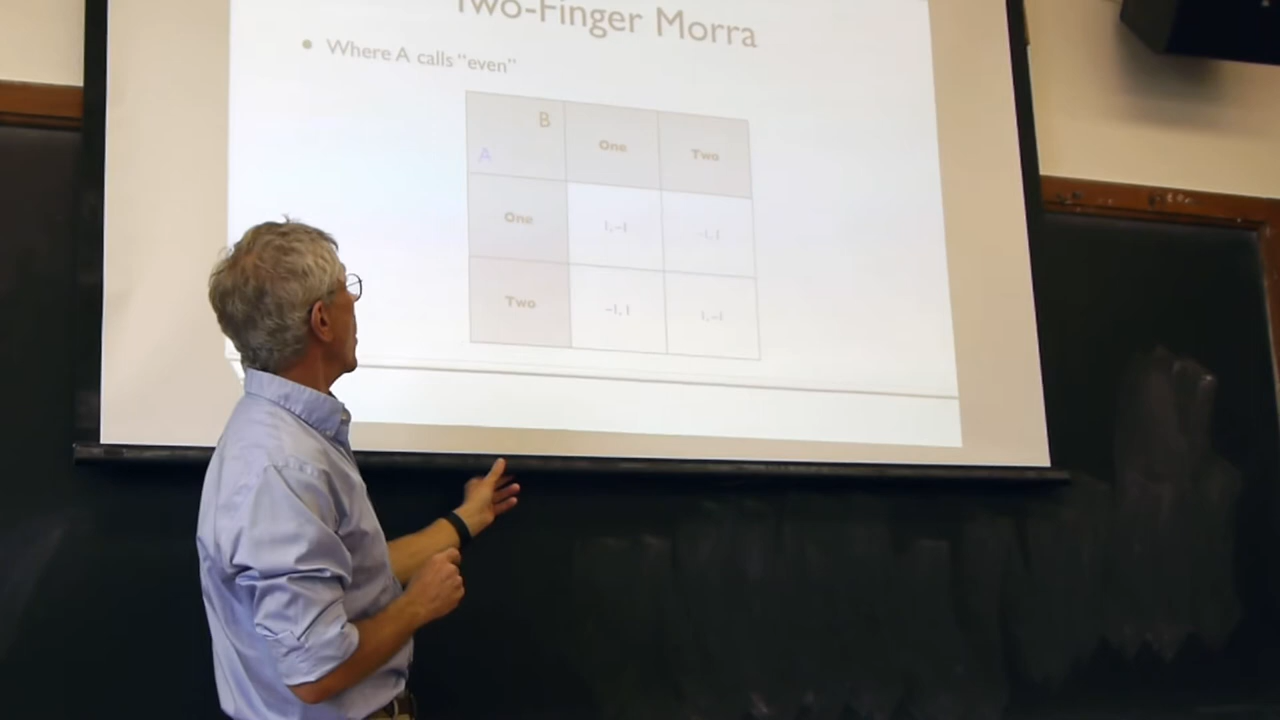 Two-Finger Morra
• Where A calls “even”
B
A
One
Two
One
1,–1
–1,1
Two
–1,1
1,–1